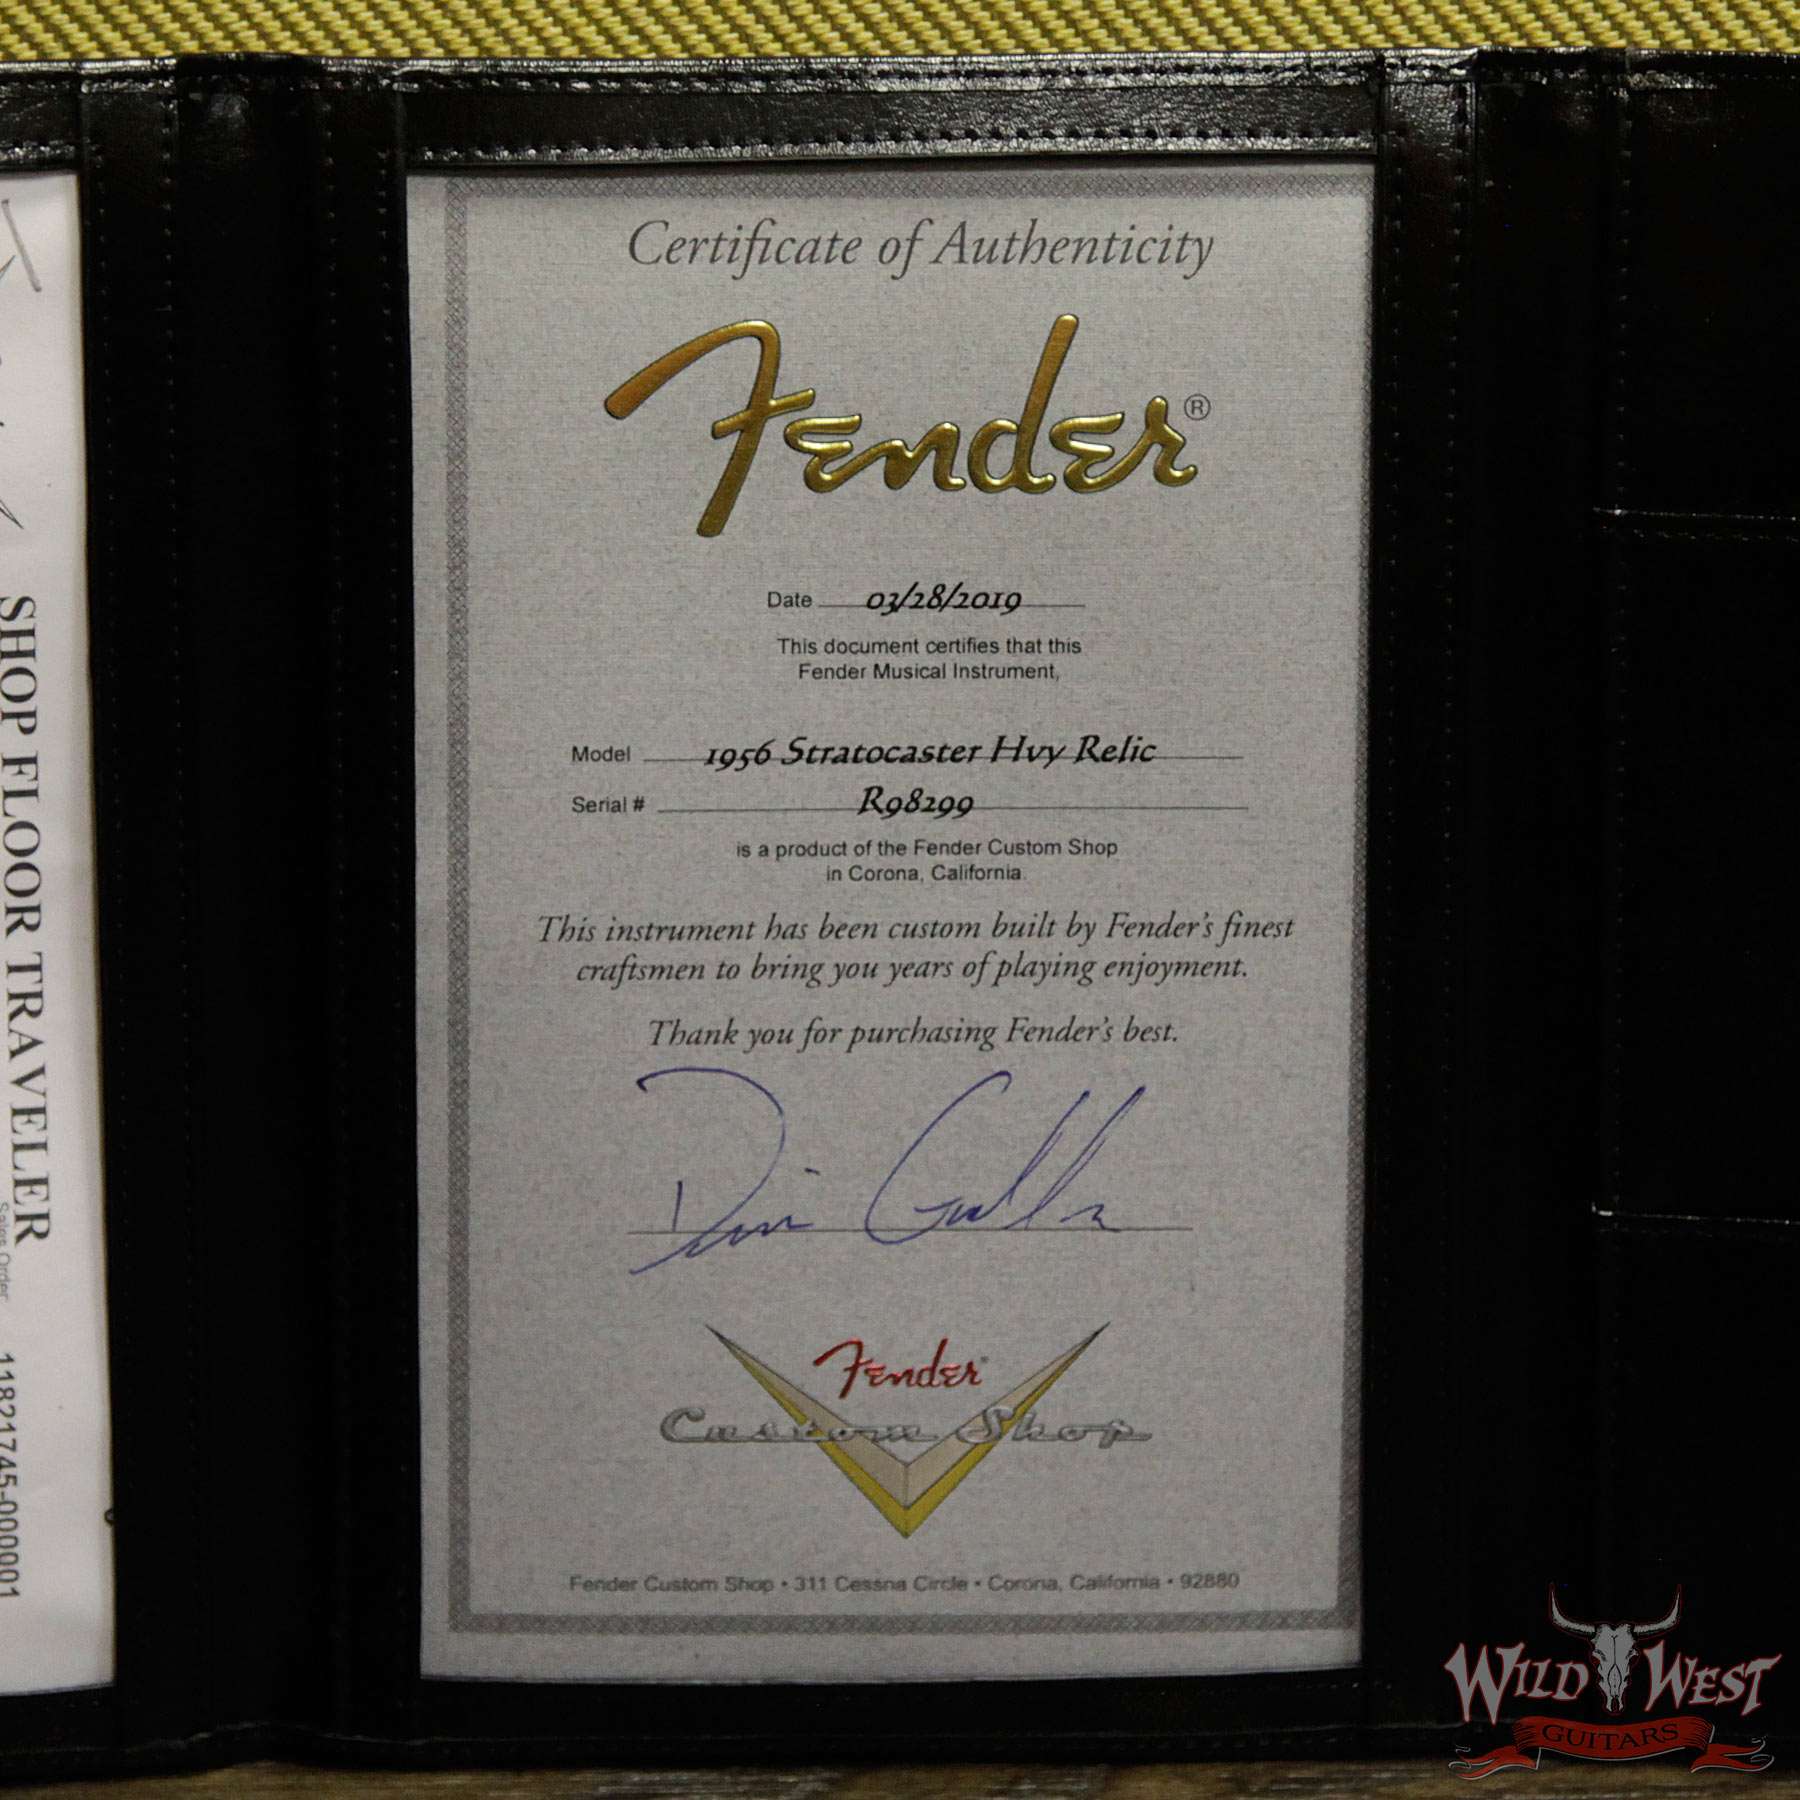 Certificate of Authenticity
Fender®
Date 03/28/2019
This document certifies that this
Fender Musical Instrument,
Model 1956 Stratocaster Hvy Relic
Serial # R98299
is a product of the Fender Custom Shop
in Corona, California.
This instrument has been custom built by Fender's finest
craftsmen to bring you years of playing enjoyment.
Thank you for purchasing Fender's best.
Fender®
Custom Shop
Fender Custom Shop • 311 Cessna Circle • Corona, California • 92880
SHOP FLOOR TRAVELER
Sales Order
11821745-000001
WILD WEST
GUITARS